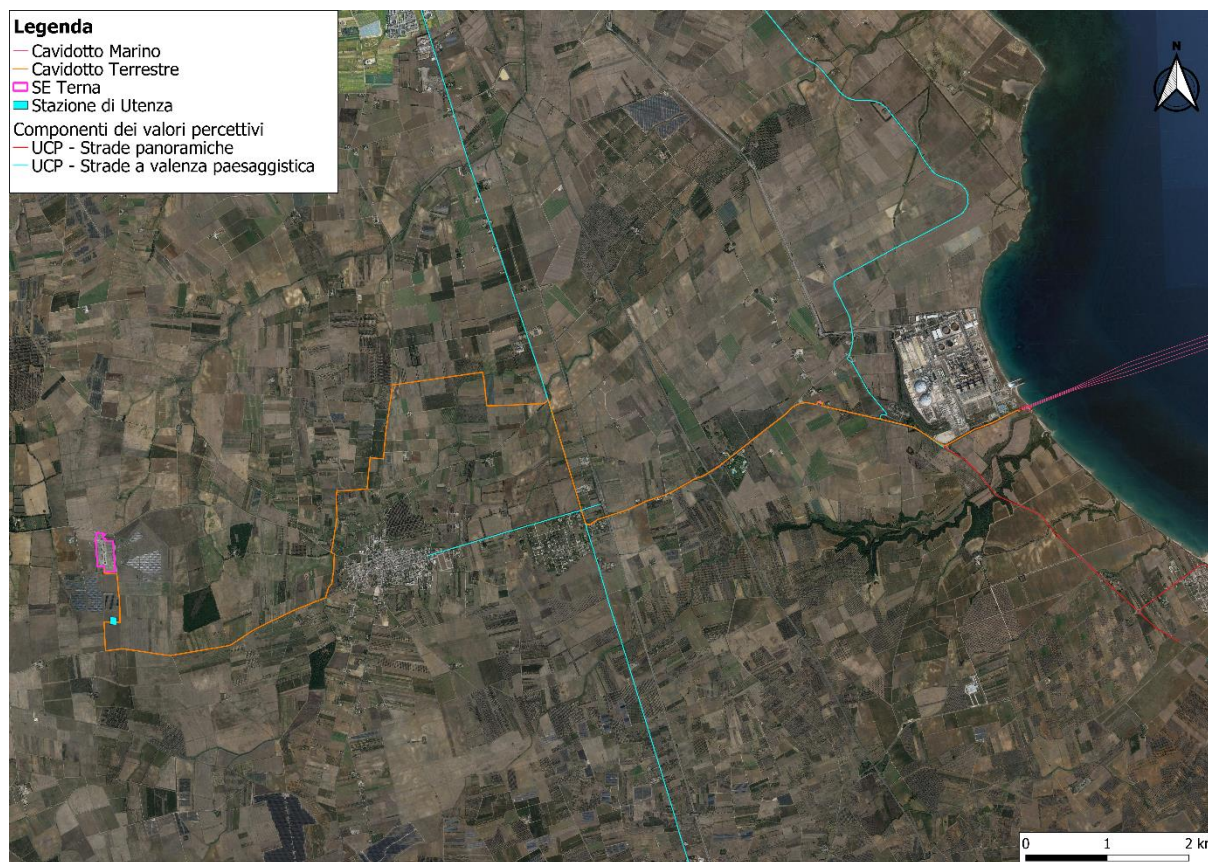 Legenda
Cavidotto Marino
Cavidotto Terrestre
SE Terna
Stazione di Utenza
Componenti dei valori percettivi
UCP - Strade panoramiche
UCP - Strade a valenza paesaggistica
N
0 1 2 km